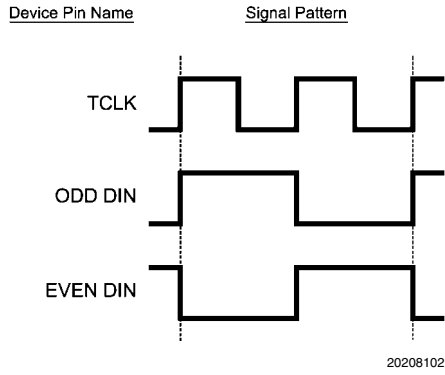 Device Pin Name Signal Pattern
TCLK
ODD DIN
EVEN DIN
20208102